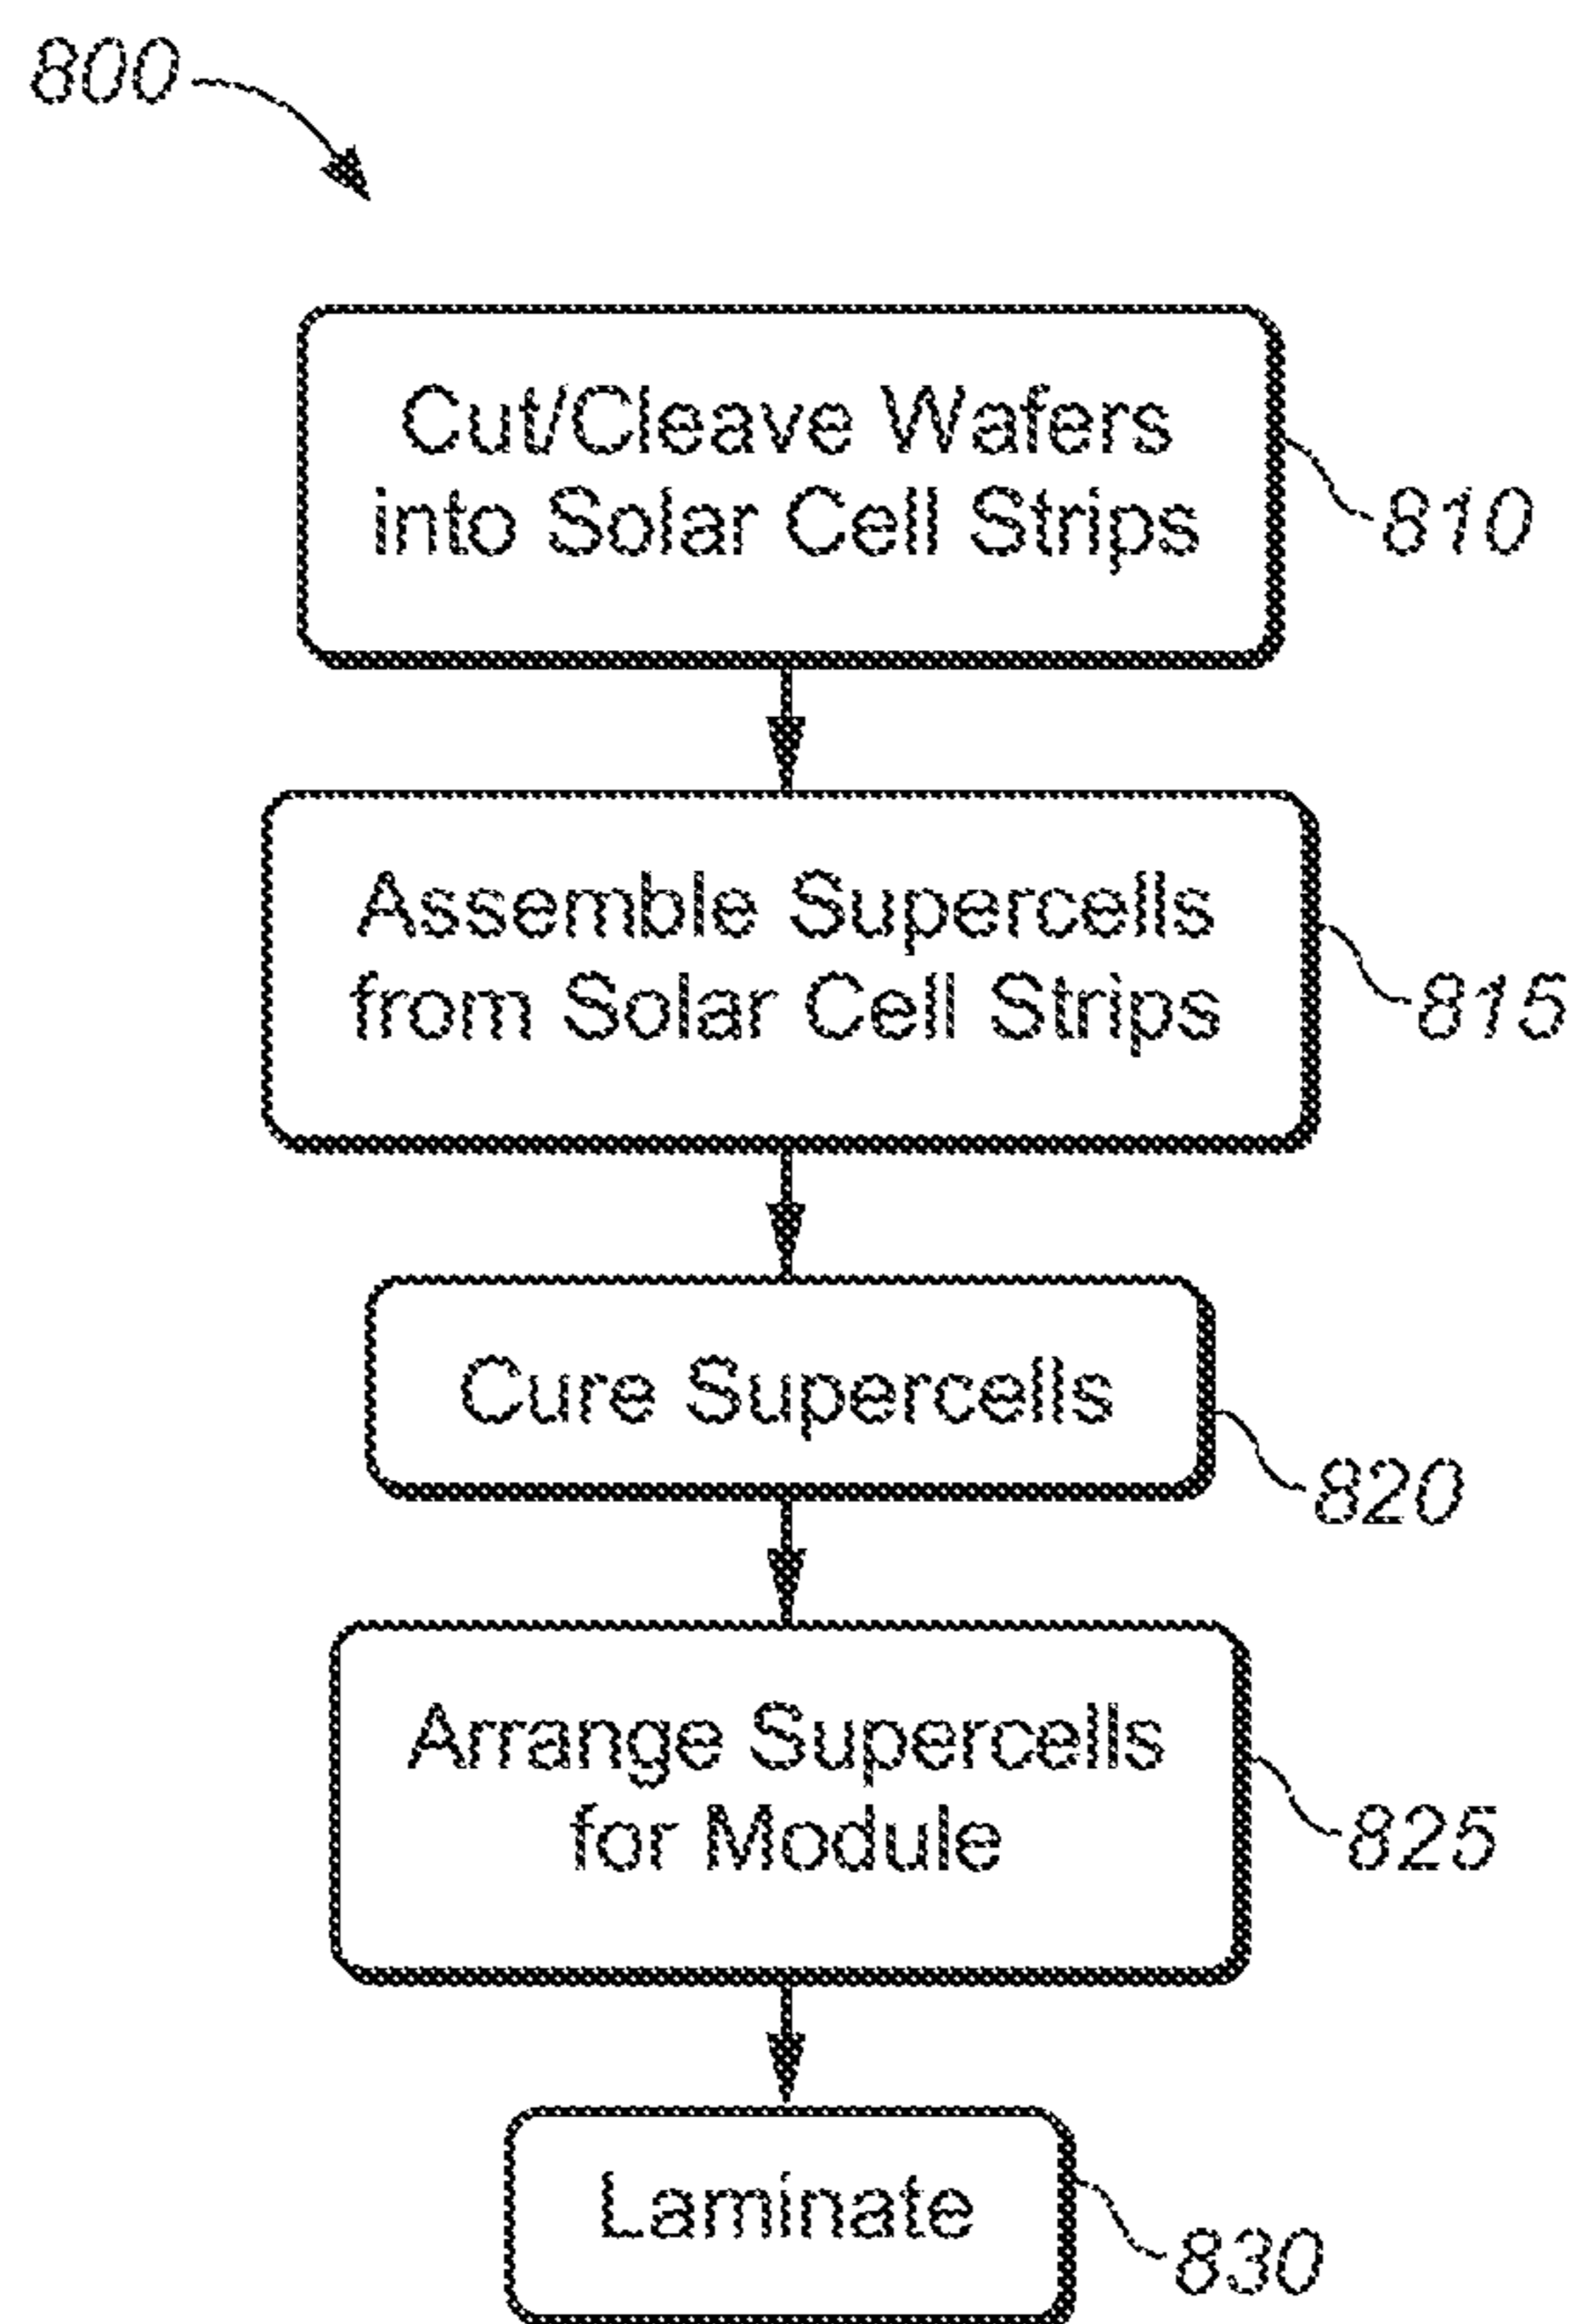 800
Cut/Cleave Wafers
into Solar Cell Strips
810
Assemble Supercells
from Solar Cell Strips
815
Cure Supercells
820
Arrange Supercells
for Module
825
Laminate
830